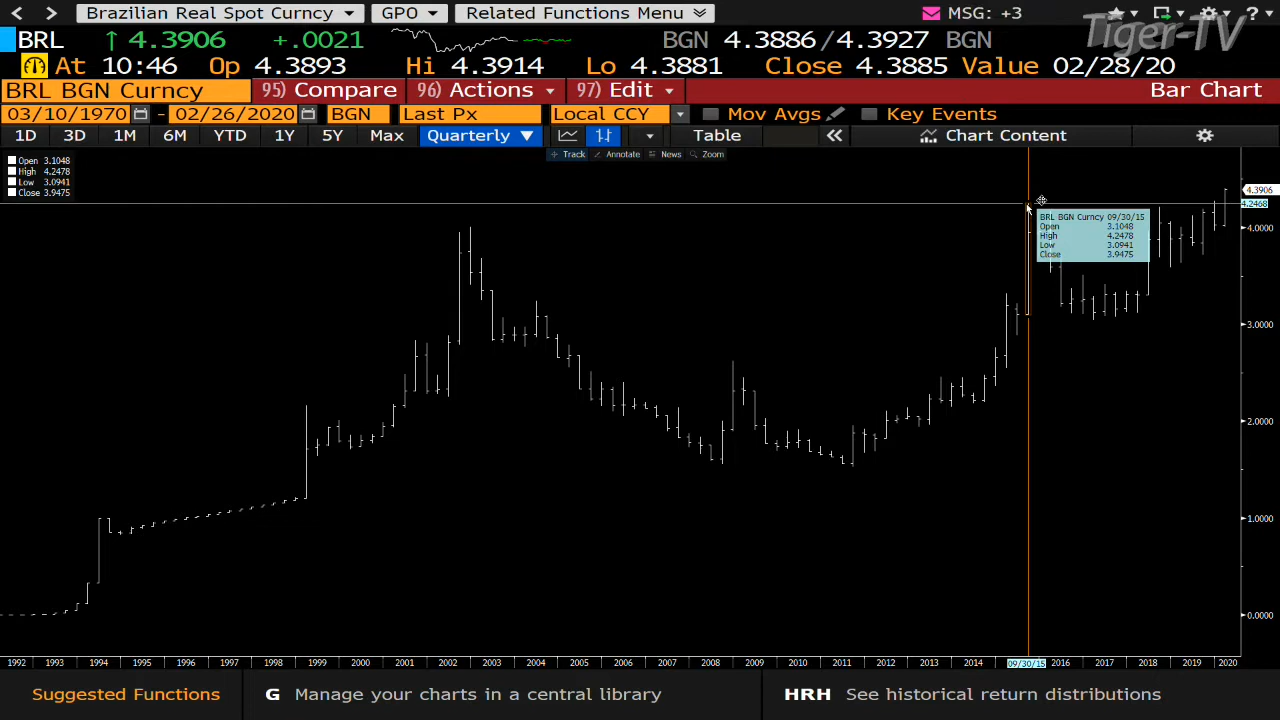 Brazilian Real Spot Curncy GPO Related Functions Menu MSG: +3 ?
Tiger-TV
BRL ↑ 4.3906 +.0021 BGN 4.3886/4.3927 BGN
At 10:46 Op 4.3893 Hi 4.3914 Lo 4.3881 Close 4.3885 Value 02/28/20
BRL BGN Curncy 95) Compare 96) Actions 97) Edit Bar Chart
03/10/1970 - 02/26/2020 BGN Last Px Local CCY Mov Avgs Key Events
1D 3D 1M 6M YTD 1Y 5Y Max Quarterly ▼ Table « Chart Content
Track Annotate News Zoom
Open 3.1048
High 4.2478
Low 3.0941
Close 3.9475
4.3906
4.2468
BRL BGN Curncy 09/30/15
Open 3.1048
High 4.2478
Low 3.0941
Close 3.9475
4.0000
3.0000
2.0000
1.0000
0.0000
1992 1993 1994 1995 1996 1997 1998 1999 2000 2001 2002 2003 2004 2005 2006 2007 2008 2009 2010 2011 2012 2013 2014 09/30/15 2016 2017 2018 2019 2020
Suggested Functions G Manage your charts in a central library HRH See historical return distributions